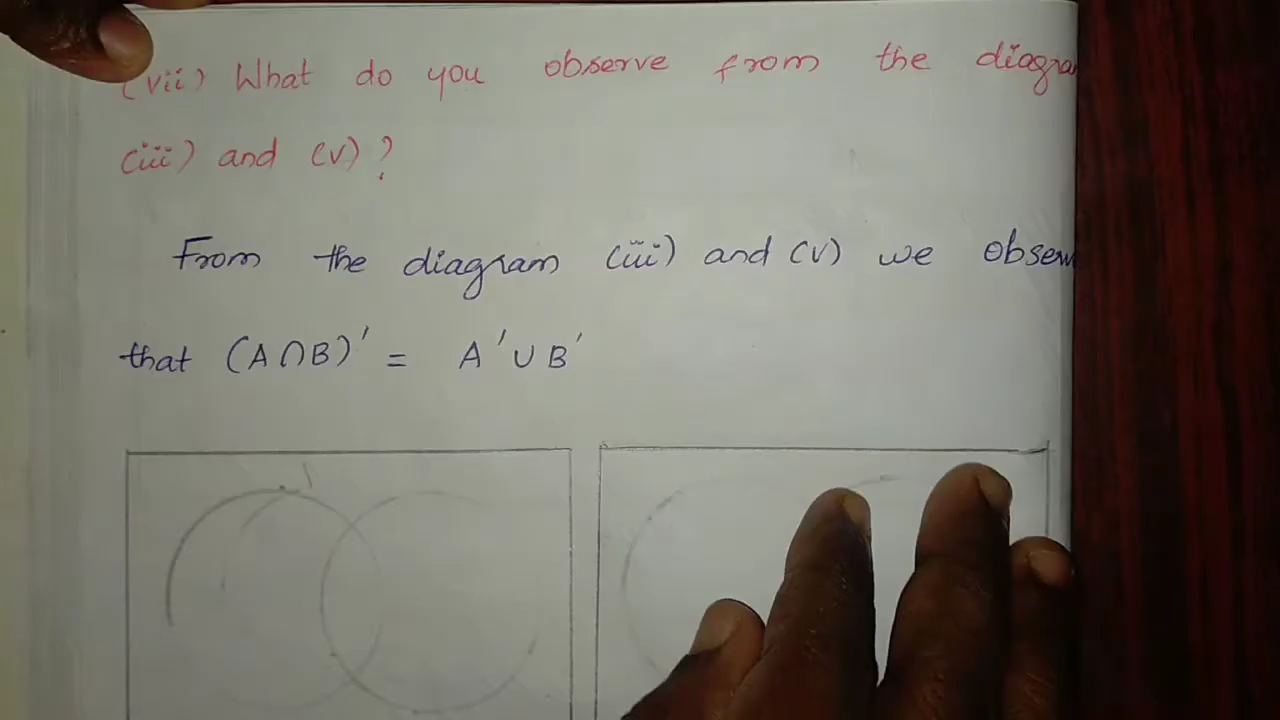 (vii) What do you observe from the diagra
(iii) and (v) ?
From the diagram (iii) and (v) we obser
that (A∩B)' = A'∪B'